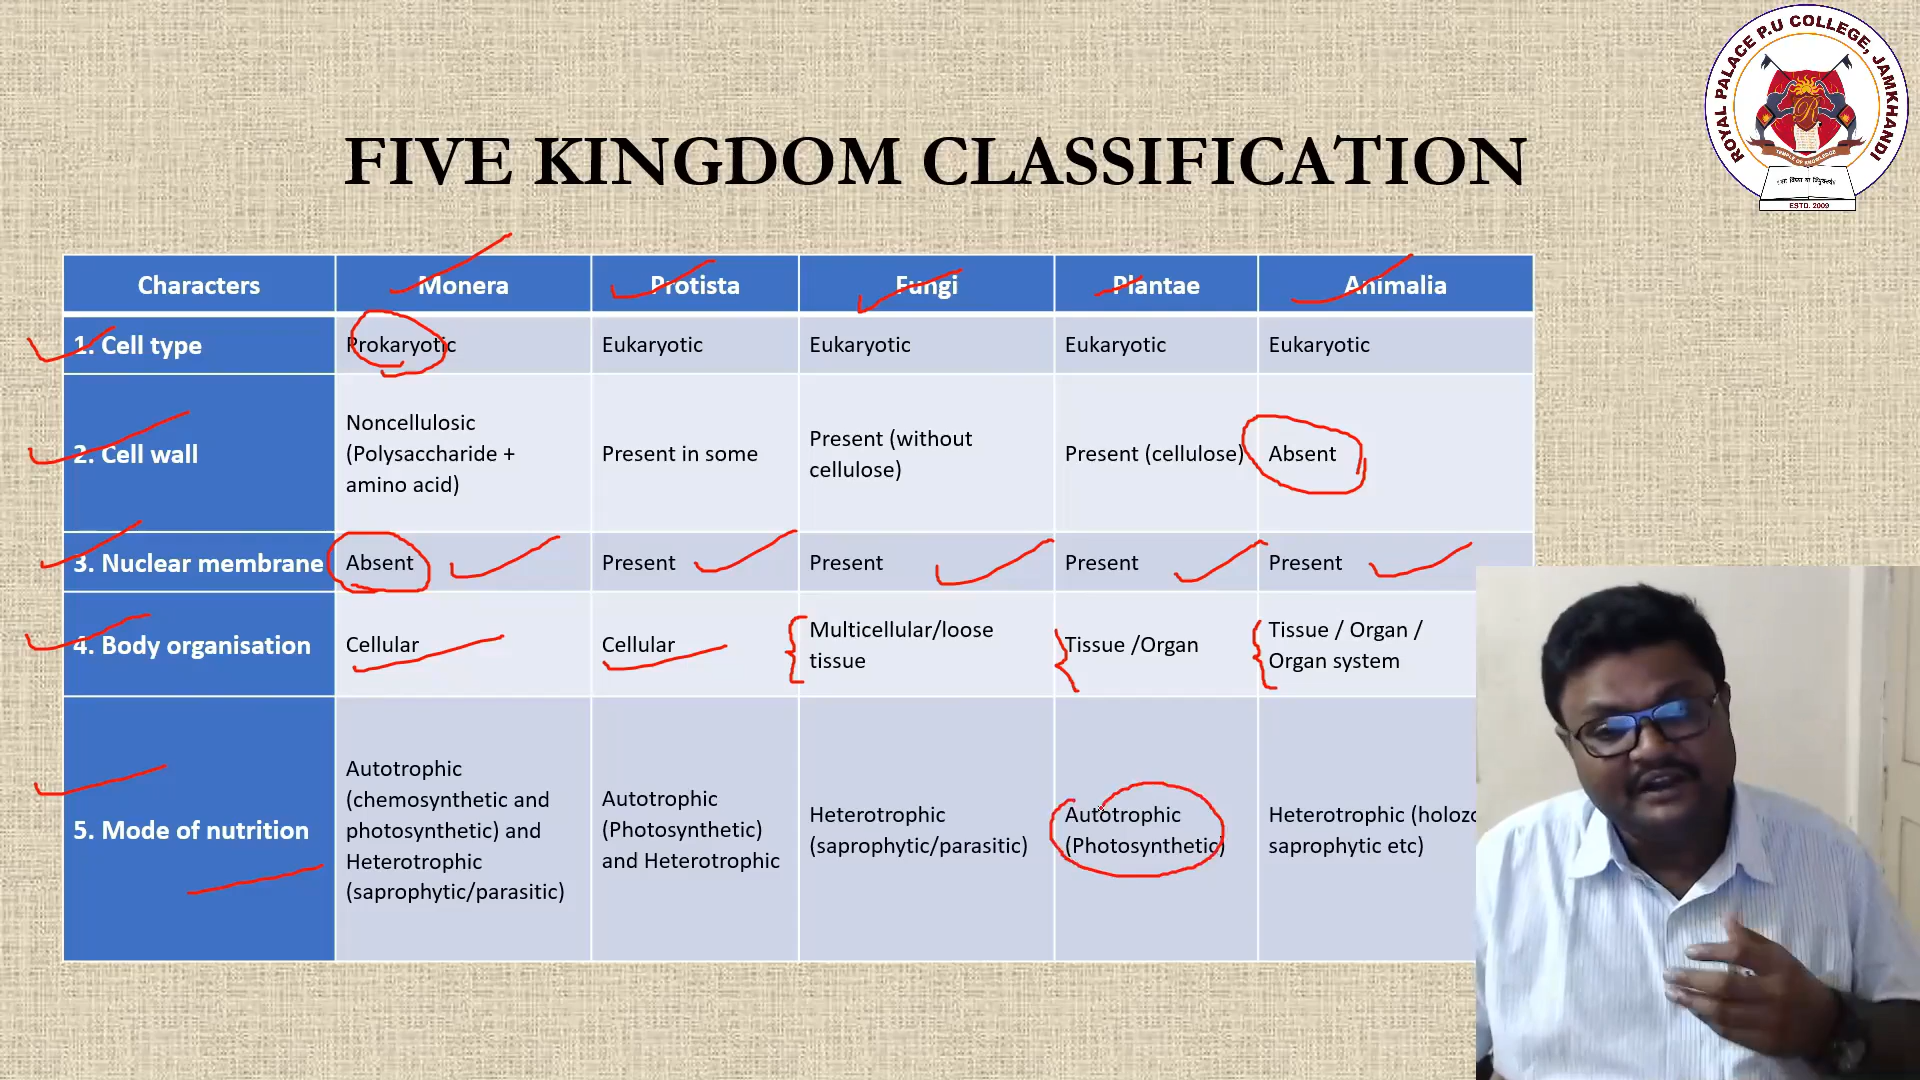 ROYAL PALACE P.U COLLEGE, JAMKHANDI
TEMPLE OF KNOWLEDGE
ESTD. 2009
FIVE KINGDOM CLASSIFICATION
Characters Monera Protista Fungi Plantae Animalia
1. Cell type Prokaryotic Eukaryotic Eukaryotic Eukaryotic Eukaryotic
2. Cell wall
Noncellulosic
(Polysaccharide +
amino acid)
Present in some
Present (without
cellulose)
Present (cellulose)
Absent
3. Nuclear membrane Absent Present Present Present Present
4. Body organisation
Cellular
Cellular
Multicellular/loose
tissue
Tissue /Organ
Tissue / Organ /
Organ system
5. Mode of nutrition
Autotrophic
(chemosynthetic and
photosynthetic) and
Heterotrophic
(saprophytic/parasitic)
Autotrophic
(Photosynthetic)
and Heterotrophic
Heterotrophic
(saprophytic/parasitic)
Autotrophic
(Photosynthetic)
Heterotrophic
saprophytic etc)